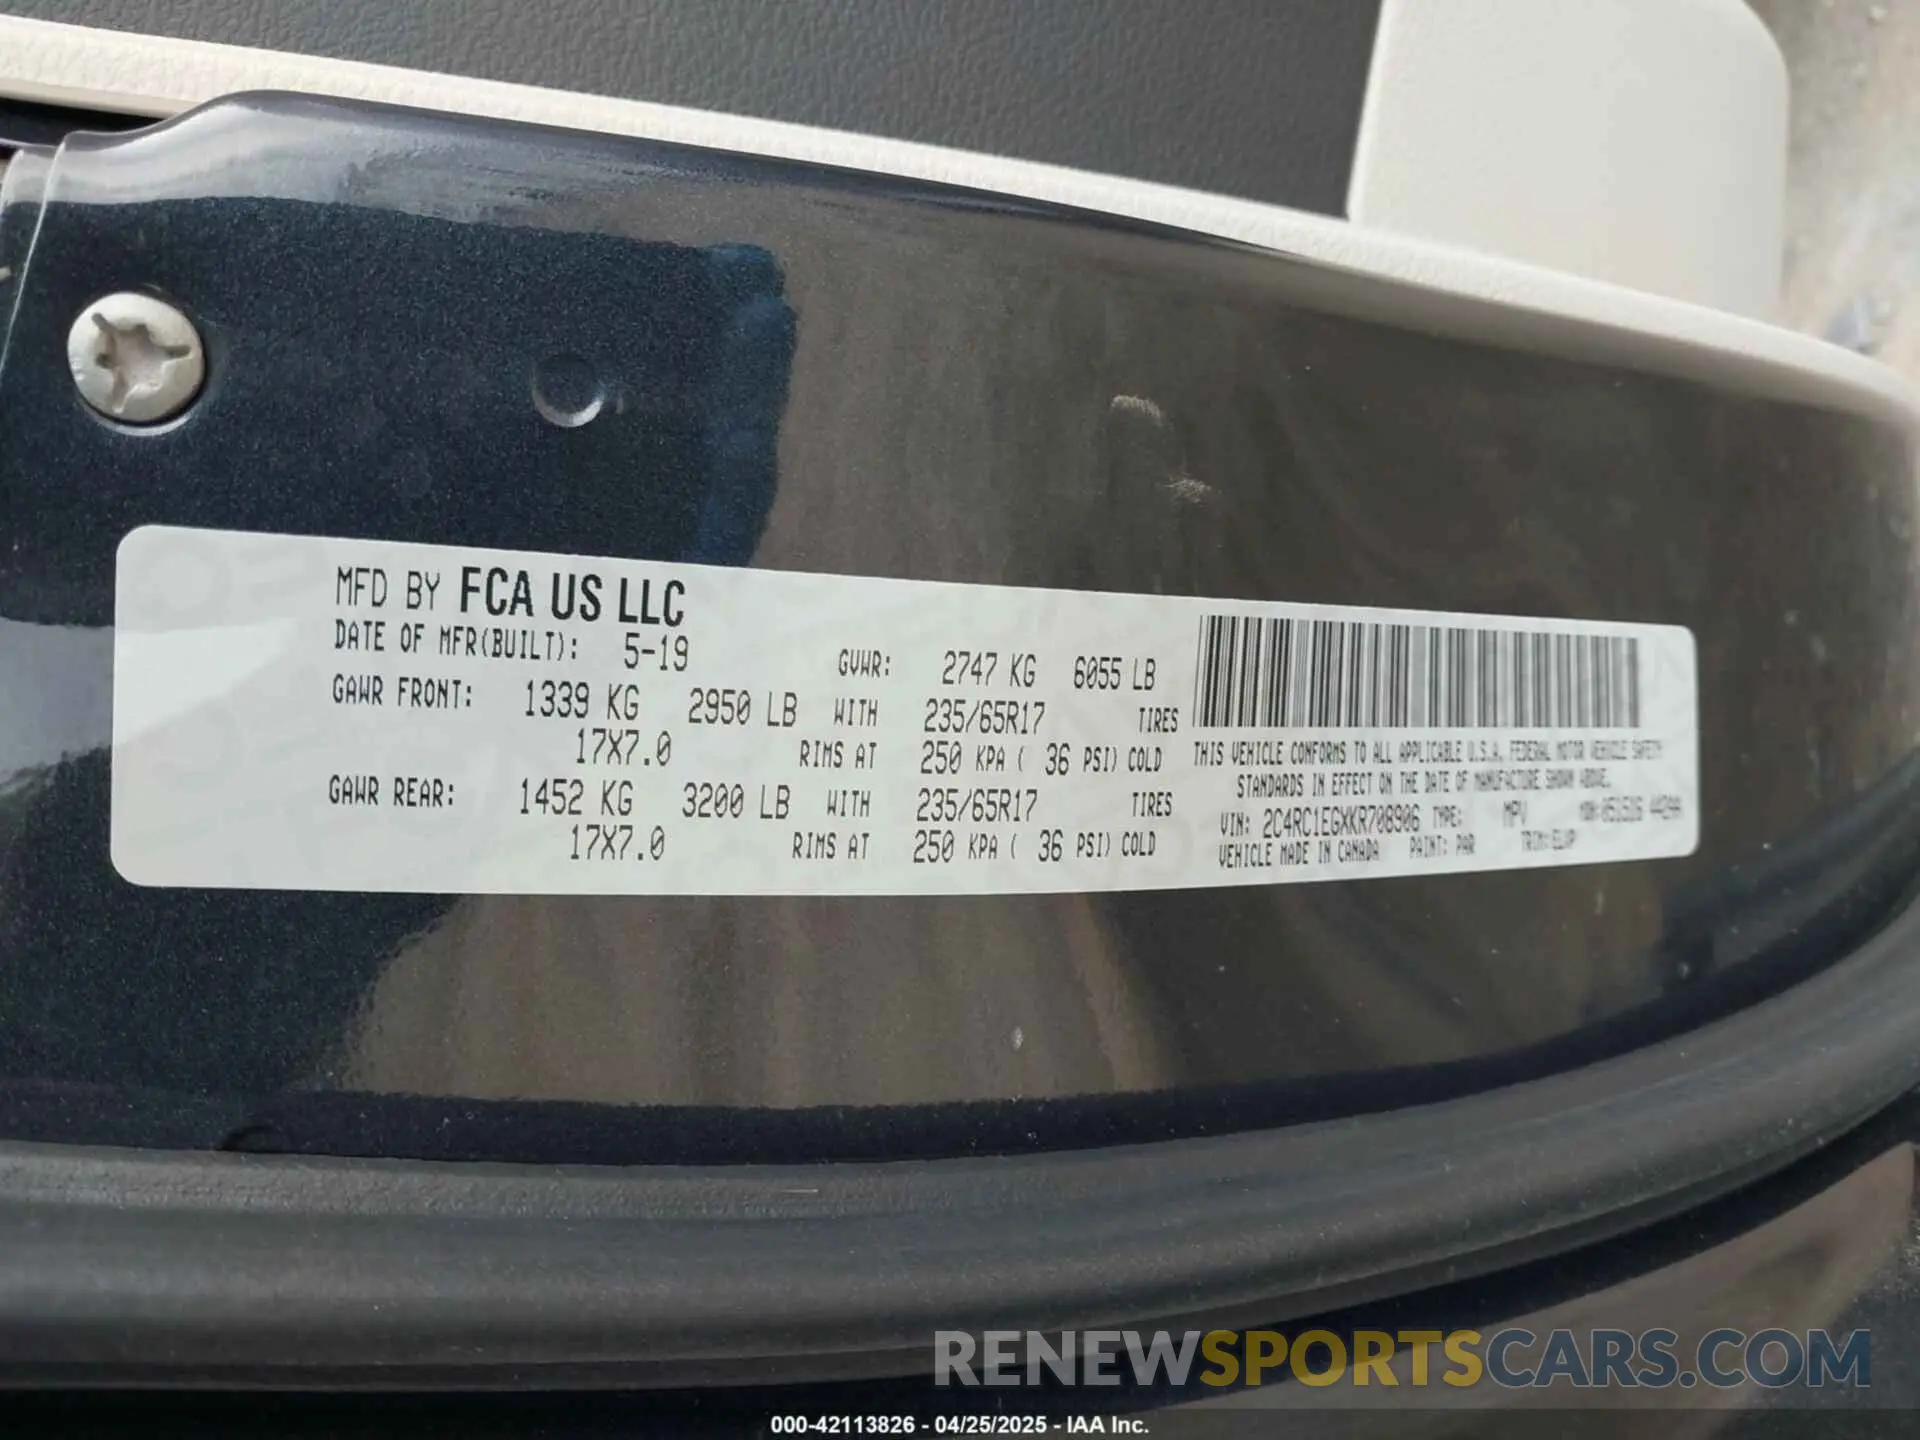 MFD BY FCA US LLC
DATE OF MFR(BUILT): 5-19 GVWR: 2747 KG 6055 LB
GAWR FRONT: 1339 KG 2950 LB WITH 235/65R17 TIRES
17X7.0 RIMS AT 250 KPA ( 36 PSI) COLD
GAWR REAR: 1452 KG 3200 LB WITH 235/65R17 TIRES
17X7.0 RIMS AT 250 KPA ( 36 PSI) COLD
THIS VEHICLE CONFORMS TO ALL APPLICABLE U.S.A. FEDERAL MOTOR VEHICLE SAFETY
STANDARDS IN EFFECT ON THE DATE OF MANUFACTURE SHOWN ABOVE.
VIN: 2C4RC1EGXKR708906 TYPE: MPV MDH:
VEHICLE MADE IN CANADA PAINT: PAR TRIM:
RENEWSPORTSCARS.COM
000-42113826 - 04/25/2025 - IAA Inc.